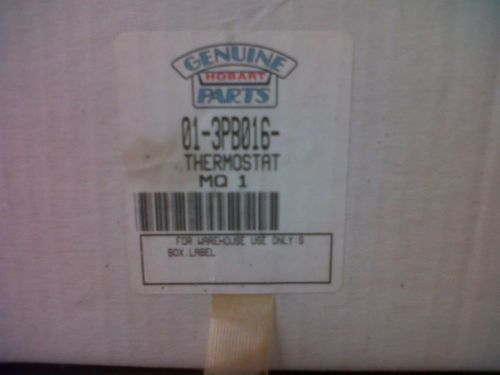 GENUINE
HOBART
PARTS
01-3PB016-
THERMOSTAT
MQ 1
FOR WAREHOUSE USE ONLY:S
BOX:LABEL